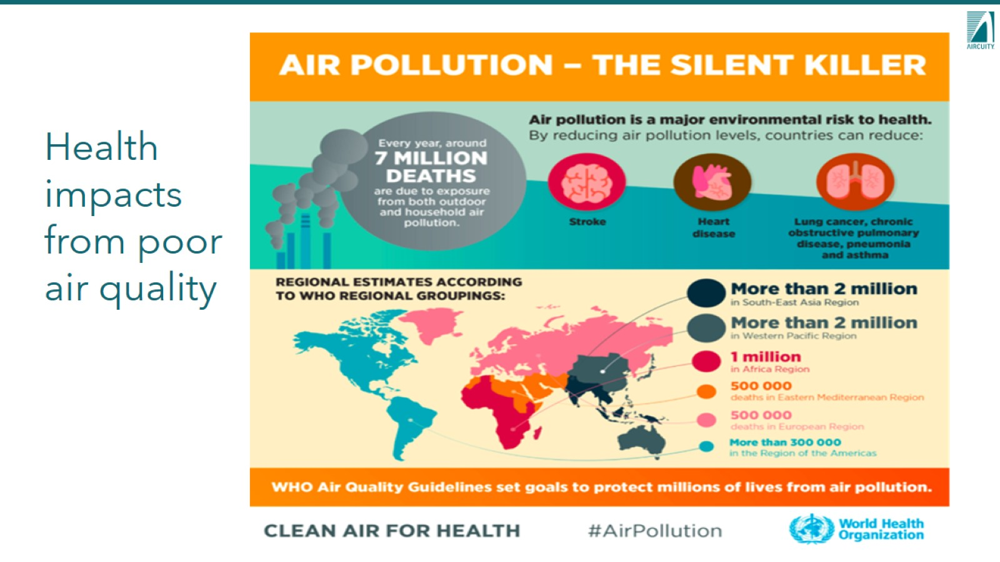 AIRCUITY
Health
impacts
from poor
air quality
AIR POLLUTION – THE SILENT KILLER
Every year, around
7 MILLION
DEATHS
are due to exposure
from both outdoor
and household air
pollution.
Air pollution is a major environmental risk to health.
By reducing air pollution levels, countries can reduce:
Stroke
Heart
disease
Lung cancer, chronic
obstructive pulmonary
disease, pneumonia
and asthma
REGIONAL ESTIMATES ACCORDING
TO WHO REGIONAL GROUPINGS:
More than 2 million
in South-East Asia Region
More than 2 million
in Western Pacific Region
1 million
in Africa Region
500 000
deaths in Eastern Mediterranean Region
500 000
deaths in European Region
More than 300 000
in the Region of the Americas
WHO Air Quality Guidelines set goals to protect millions of lives from air pollution.
CLEAN AIR FOR HEALTH
#AirPollution
World Health
Organization